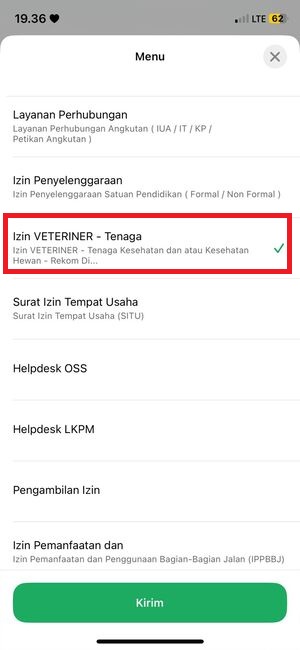 19.36
LTE 62
Menu
Layanan Perhubungan
Layanan Perhubungan Angkutan ( IUA / IT / KP /
Petikan Angkutan )
Izin Penyelenggaraan
Izin Penyelenggaraan Satuan Pendidikan ( Formal / Non Formal )
Izin VETERINER - Tenaga
Izin VETERINER - Tenaga Kesehatan dan atau Kesehatan
Hewan - Rekom Di...
Surat Izin Tempat Usaha
Surat Izin Tempat Usaha (SITU)
Helpdesk OSS
Helpdesk LKPM
Pengambilan Izin
Izin Pemanfaatan dan
Izin Pemanfaatan dan Penggunaan Bagian-Bagian Jalan (IPPBBJ)
Kirim